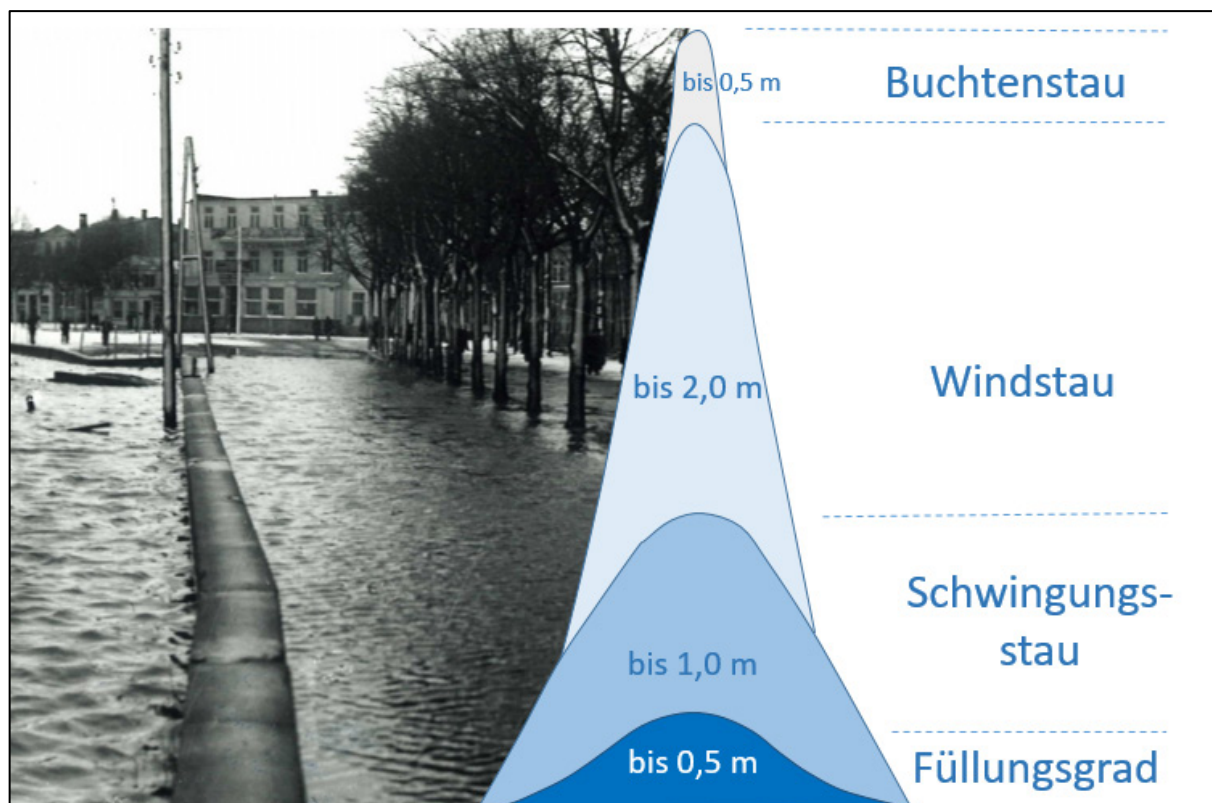 bis 0,5 m
Buchtenstau
bis 2,0 m
Windstau
Schwingungs-
stau
bis 1,0 m
bis 0,5 m
Füllungsgrad